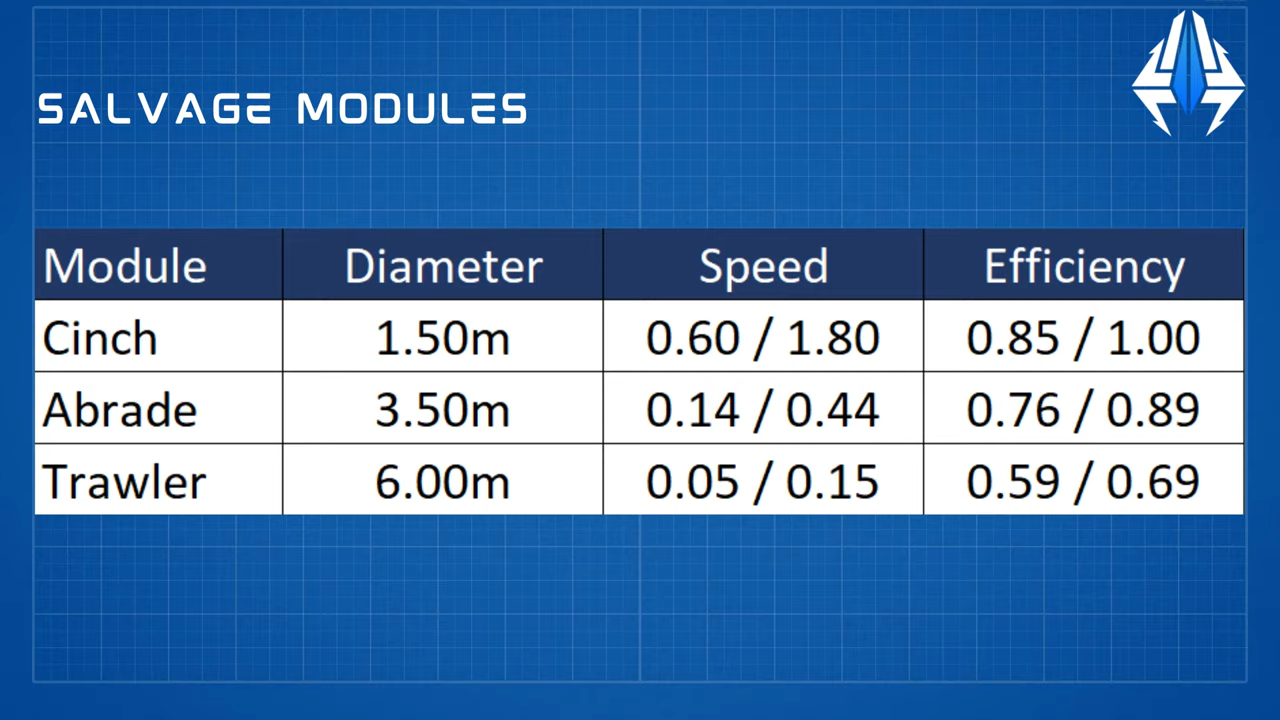 SALVAGE MODULES
Module Diameter Speed Efficiency
Cinch 1.50m 0.60 / 1.80 0.85 / 1.00
Abrade 3.50m 0.14 / 0.44 0.76 / 0.89
Trawler 6.00m 0.05 / 0.15 0.59 / 0.69